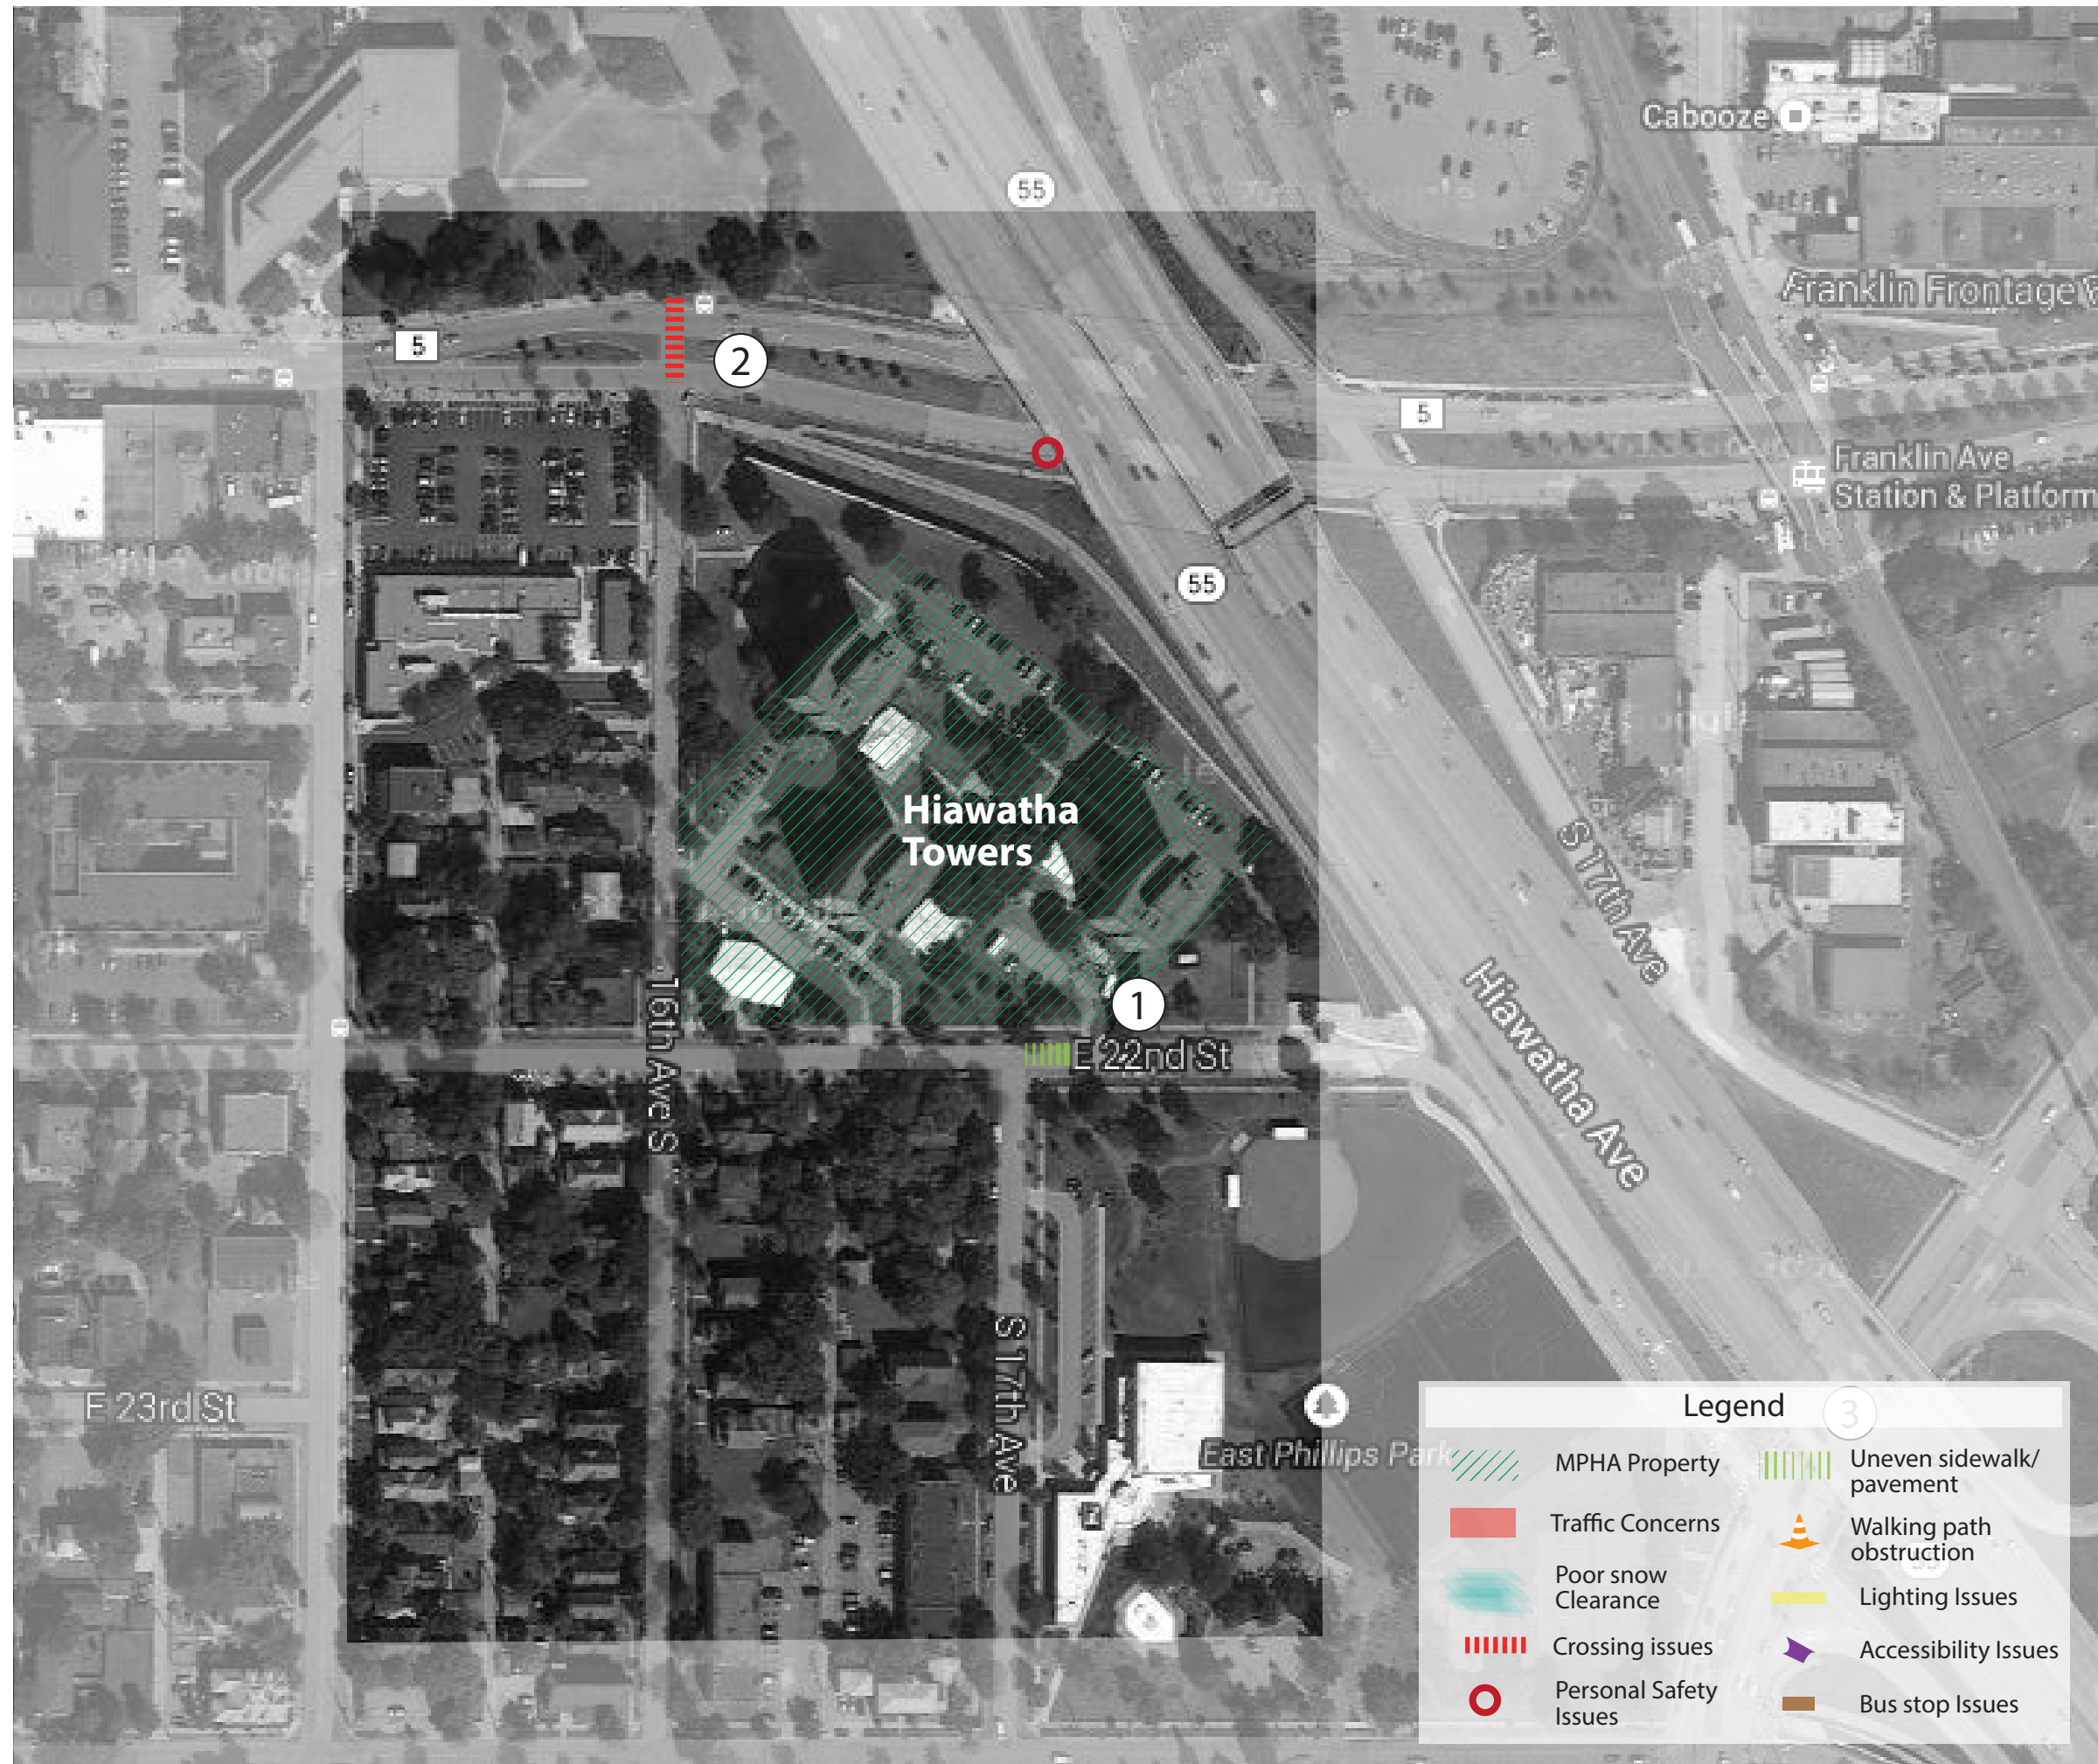 Cabooze
55
Franklin Frontage
5
2
5
Franklin Ave
Station & Platform
55
Hiawatha
Towers
S 17th Ave
Hiawatha Ave
1
16th Ave S
E 22nd St
S 17th Ave
E 23rd St
East Phillips Park
Legend
3
MPHA Property
Uneven sidewalk/
pavement
Traffic Concerns
Walking path
obstruction
Poor snow
Clearance
Lighting Issues
Crossing issues
Accessibility Issues
Personal Safety
Issues
Bus stop Issues